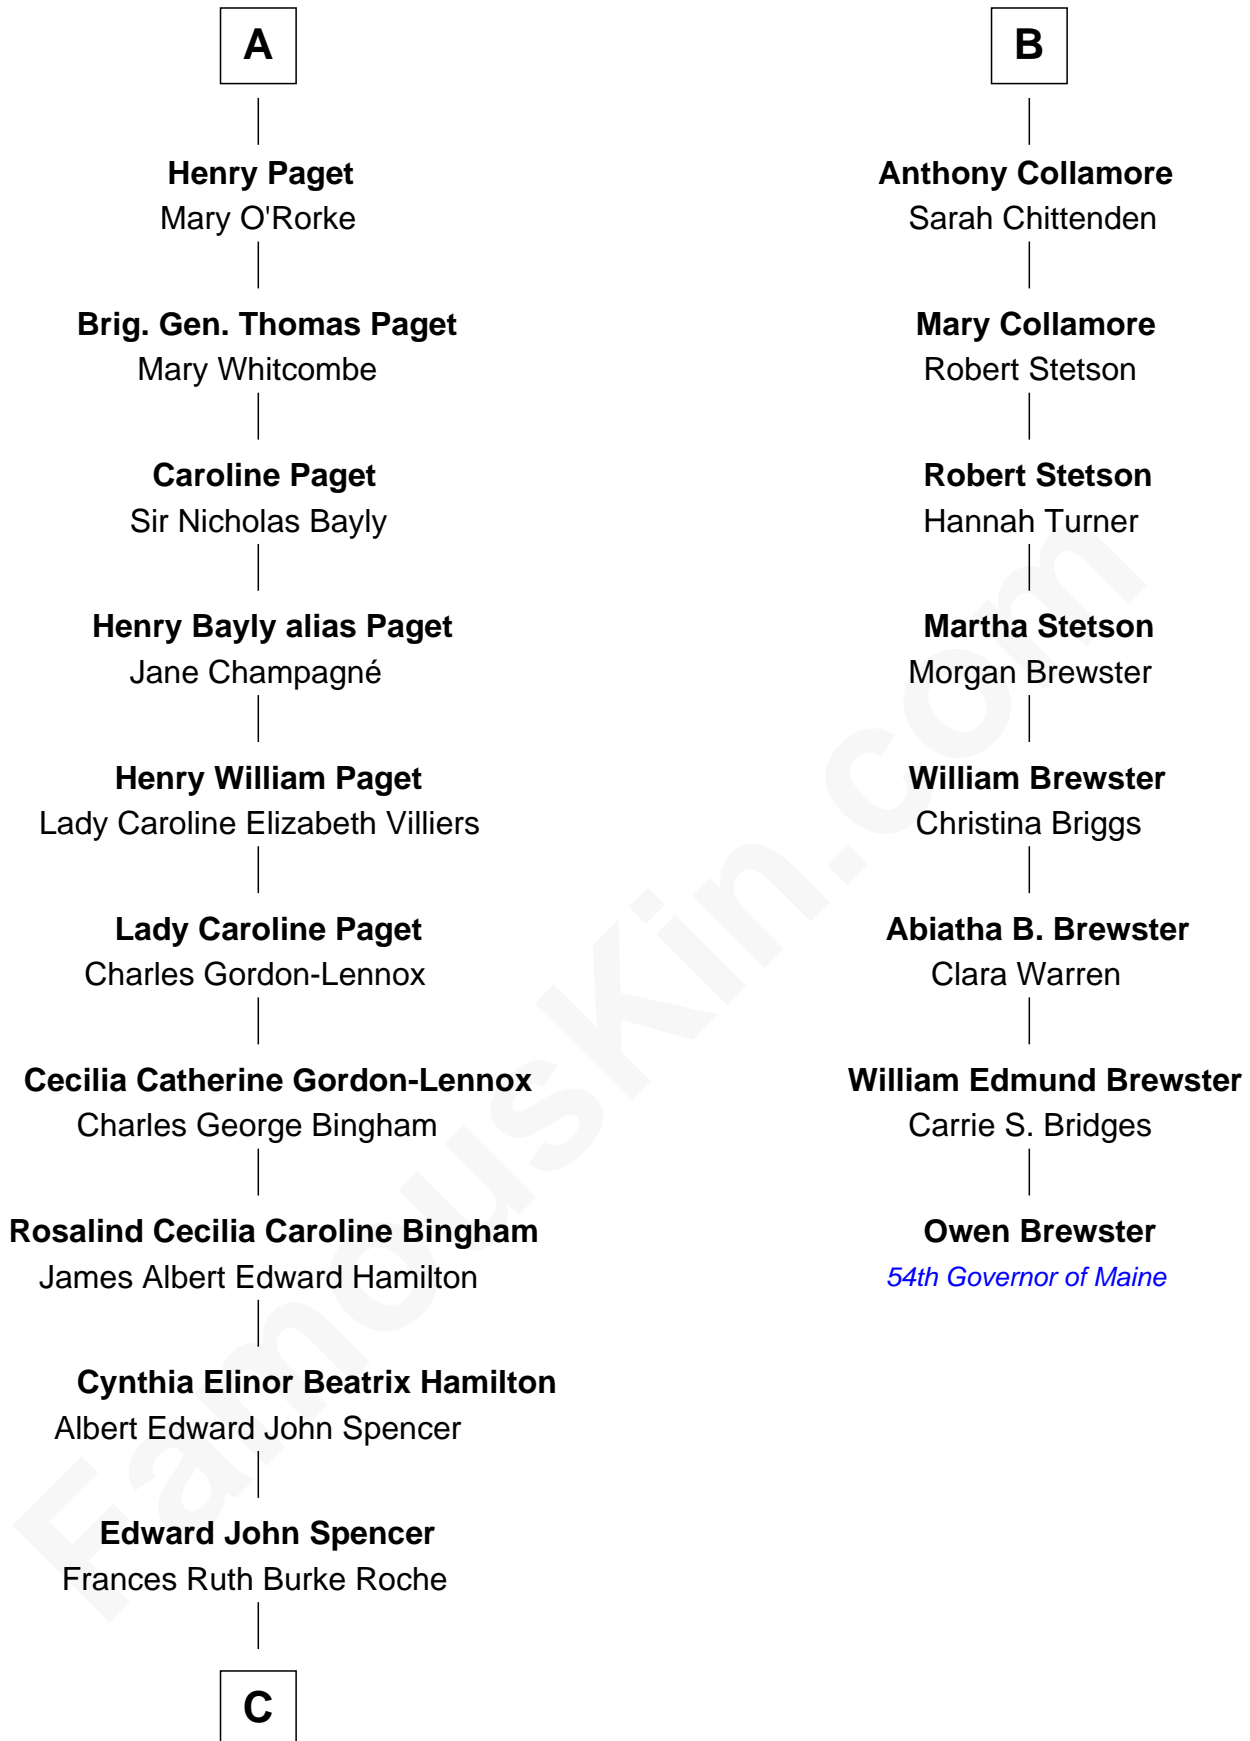 A
Henry Paget
Mary O'Rorke
Brig. Gen. Thomas Paget
Mary Whitcombe
Caroline Paget
Sir Nicholas Bayly
Henry Bayly alias Paget
Jane Champagné
Henry William Paget
Lady Caroline Elizabeth Villiers
Lady Caroline Paget
Charles Gordon-Lennox
Cecilia Catherine Gordon-Lennox
Charles George Bingham
Rosalind Cecilia Caroline Bingham
James Albert Edward Hamilton
Cynthia Elinor Beatrix Hamilton
Albert Edward John Spencer
Edward John Spencer
Frances Ruth Burke Roche
C
B
Anthony Collamore
Sarah Chittenden
Mary Collamore
Robert Stetson
Robert Stetson
Hannah Turner
Martha Stetson
Morgan Brewster
William Brewster
Christina Briggs
Abiatha B. Brewster
Clara Warren
William Edmund Brewster
Carrie S. Bridges
Owen Brewster
54th Governor of Maine
FamousKin.com